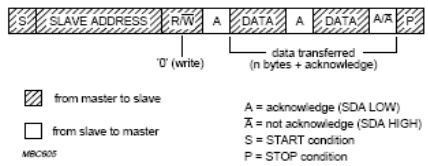 S SLAVE ADDRESS R/W̅ A DATA A DATA A/A̅ P
'0' (write)
data transferred
(n bytes + acknowledge)
from master to slave
from slave to master
A = acknowledge (SDA LOW)
A̅ = not acknowledge (SDA HIGH)
S = START condition
P = STOP condition
MBC605